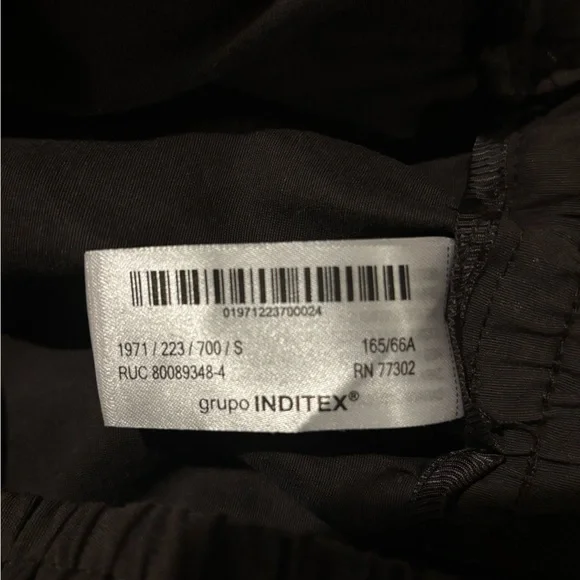 01971223700024
1971 / 223 / 700 / S 165/66A
RUC 80089348-4 RN 77302
grupo INDITEX®